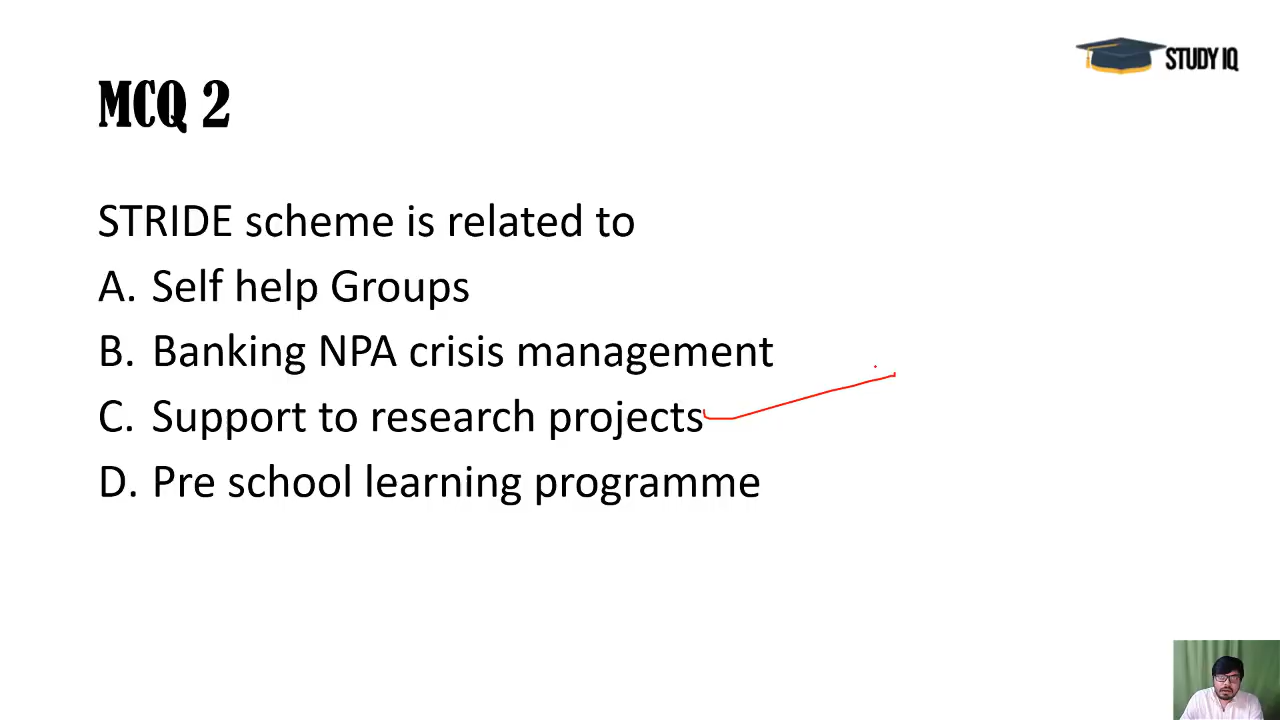 STUDY IQ
MCQ 2
STRIDE scheme is related to
A. Self help Groups
B. Banking NPA crisis management
C. Support to research projects
D. Pre school learning programme